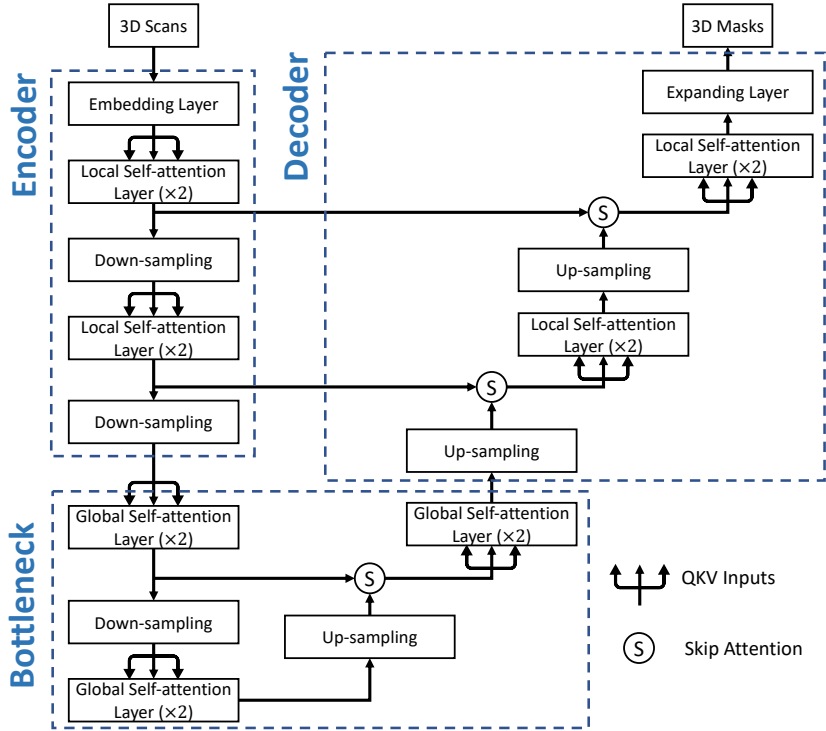 3D Scans
3D Masks
Encoder
Embedding Layer
Local Self-attention
Layer (×2)
Down-sampling
Local Self-attention
Layer (×2)
Down-sampling
Decoder
Expanding Layer
Local Self-attention
Layer (×2)
S
Up-sampling
Local Self-attention
Layer (×2)
S
Up-sampling
Bottleneck
Global Self-attention
Layer (×2)
Global Self-attention
Layer (×2)
S
Down-sampling
Up-sampling
Global Self-attention
Layer (×2)
QKV Inputs
S
Skip Attention